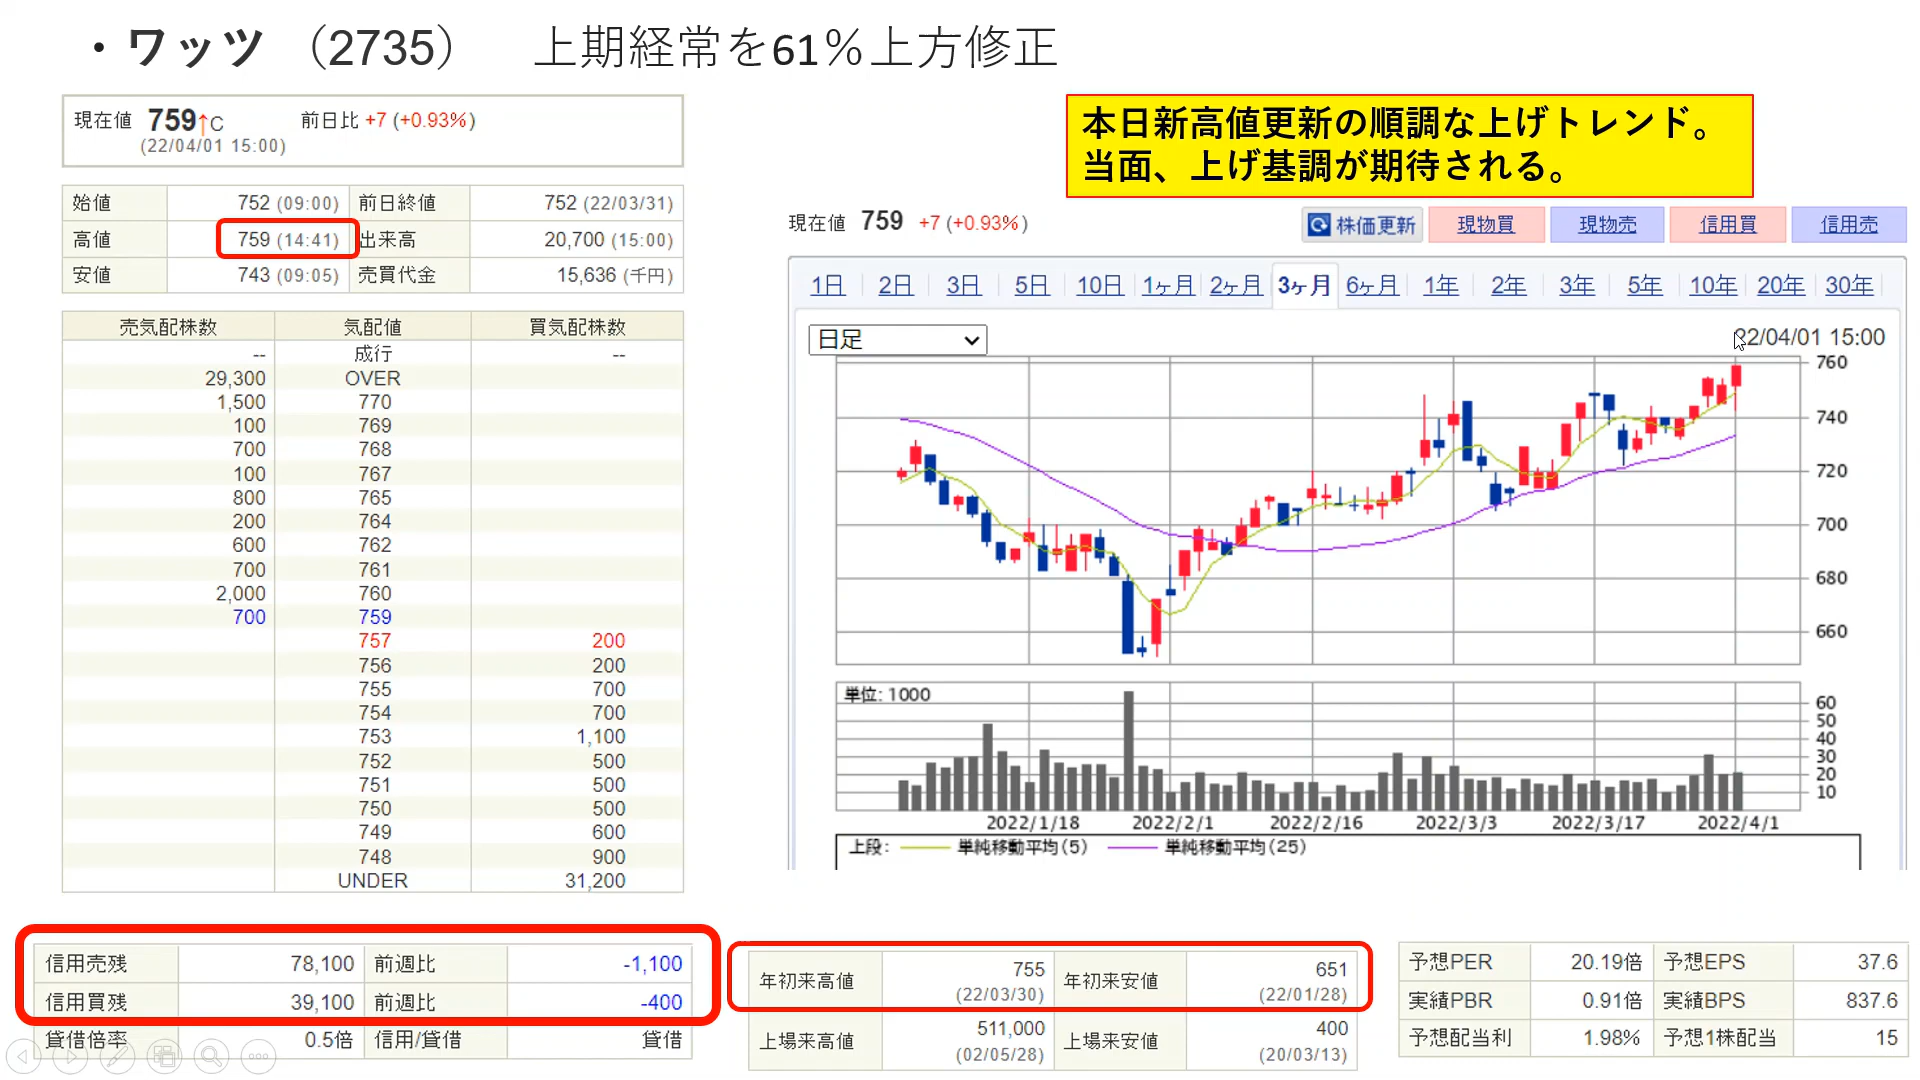 ・ワッツ（2735）　上期経常を61％上方修正
現在値 759↑C 前日比 +7 (+0.93%)
(22/04/01 15:00)
始値 752 (09:00) 前日終値 752 (22/03/31)
高値 759 (14:41) 出来高 20,700 (15:00)
安値 743 (09:05) 売買代金 15,636 (千円)
売気配株数 気配値 買気配株数
-- 成行 --
29,300 OVER
1,500 770
100 769
700 768
100 767
800 765
200 764
600 762
700 761
2,000 760
700 759
757 200
756 200
755 700
754 700
753 1,100
752 500
751 500
750 500
749 600
748 900
UNDER 31,200
本日新高値更新の順調な上げトレンド。
当面、上げ基調が期待される。
現在値 759 +7 (+0.93%) 株価更新 現物買 現物売 信用買 信用売
1日 2日 3日 5日 10日 1ヶ月 2ヶ月 3ヶ月 6ヶ月 1年 2年 3年 5年 10年 20年 30年
日足 22/04/01 15:00
760
740
720
700
680
660
単位: 1000
60
50
40
30
20
10
2022/1/18 2022/2/1 2022/2/16 2022/3/3 2022/3/17 2022/4/1
上段: 単純移動平均(5) 単純移動平均(25)
信用売残 78,100 前週比 -1,100
信用買残 39,100 前週比 -400
貸借倍率 0.5倍 信用/貸借 貸借
年初来高値 755 (22/03/30) 年初来安値 651 (22/01/28)
上場来高値 511,000 (02/05/28) 上場来安値 400 (20/03/13)
予想PER 20.19倍 予想EPS 37.6
実績PBR 0.91倍 実績BPS 837.6
予想配当利 1.98% 予想1株配当 15